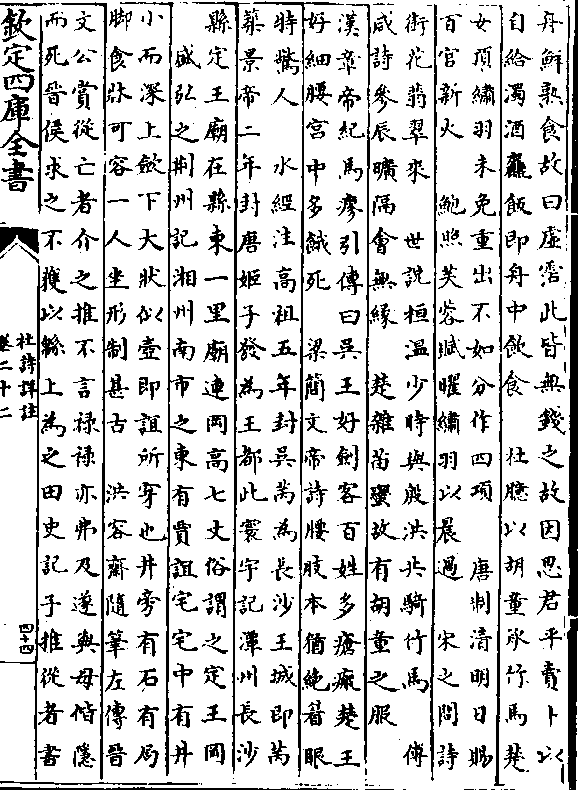 舟鮮熟食故曰虛霑此皆無錢之故因思君平賣卜以
自給濁酒麤飯即舟中飲食　杜臆以胡童形竹馬楚
女頂繡羽未免重出不如分作四項　唐制清明日賜
百官新火　鮑照芙蓉賦曜繡羽以晨過　宋之問詩
銜花翡翠來　世說桓溫少時與殷洪共騎竹馬　傅
咸詩參辰曠隔會無緣　楚雜蠻故有胡童之服
漢章帝紀馬廖引傳曰吳王好劍客百姓多瘡瘢楚王
好細腰宮中多餓死　梁簡文帝詩腰肢本猶絶着眼
特驚人　水經注高祖五年封吳芮為長沙王城即芮
築景帝二年封唐姬子發為王都此寰宇記潭州長沙
縣定王廟在縣東一里廟連岡高七丈俗謂之定王岡
盛弘之荆州記湘州南市之東有賈誼宅宅中有井
小而深上斂下大狀似壺即誼所穿也井旁有石有局
脚食牀可容一人坐形制甚古　洪容齋隨筆左傳晉
文公賞從亡者介之推不言禄禄亦弗及遂與母偕隱
而死晉侯求之不獲以緜上為之田史記子推從者書
欽定四庫全書
杜詩詳註
卷二十二
四十四